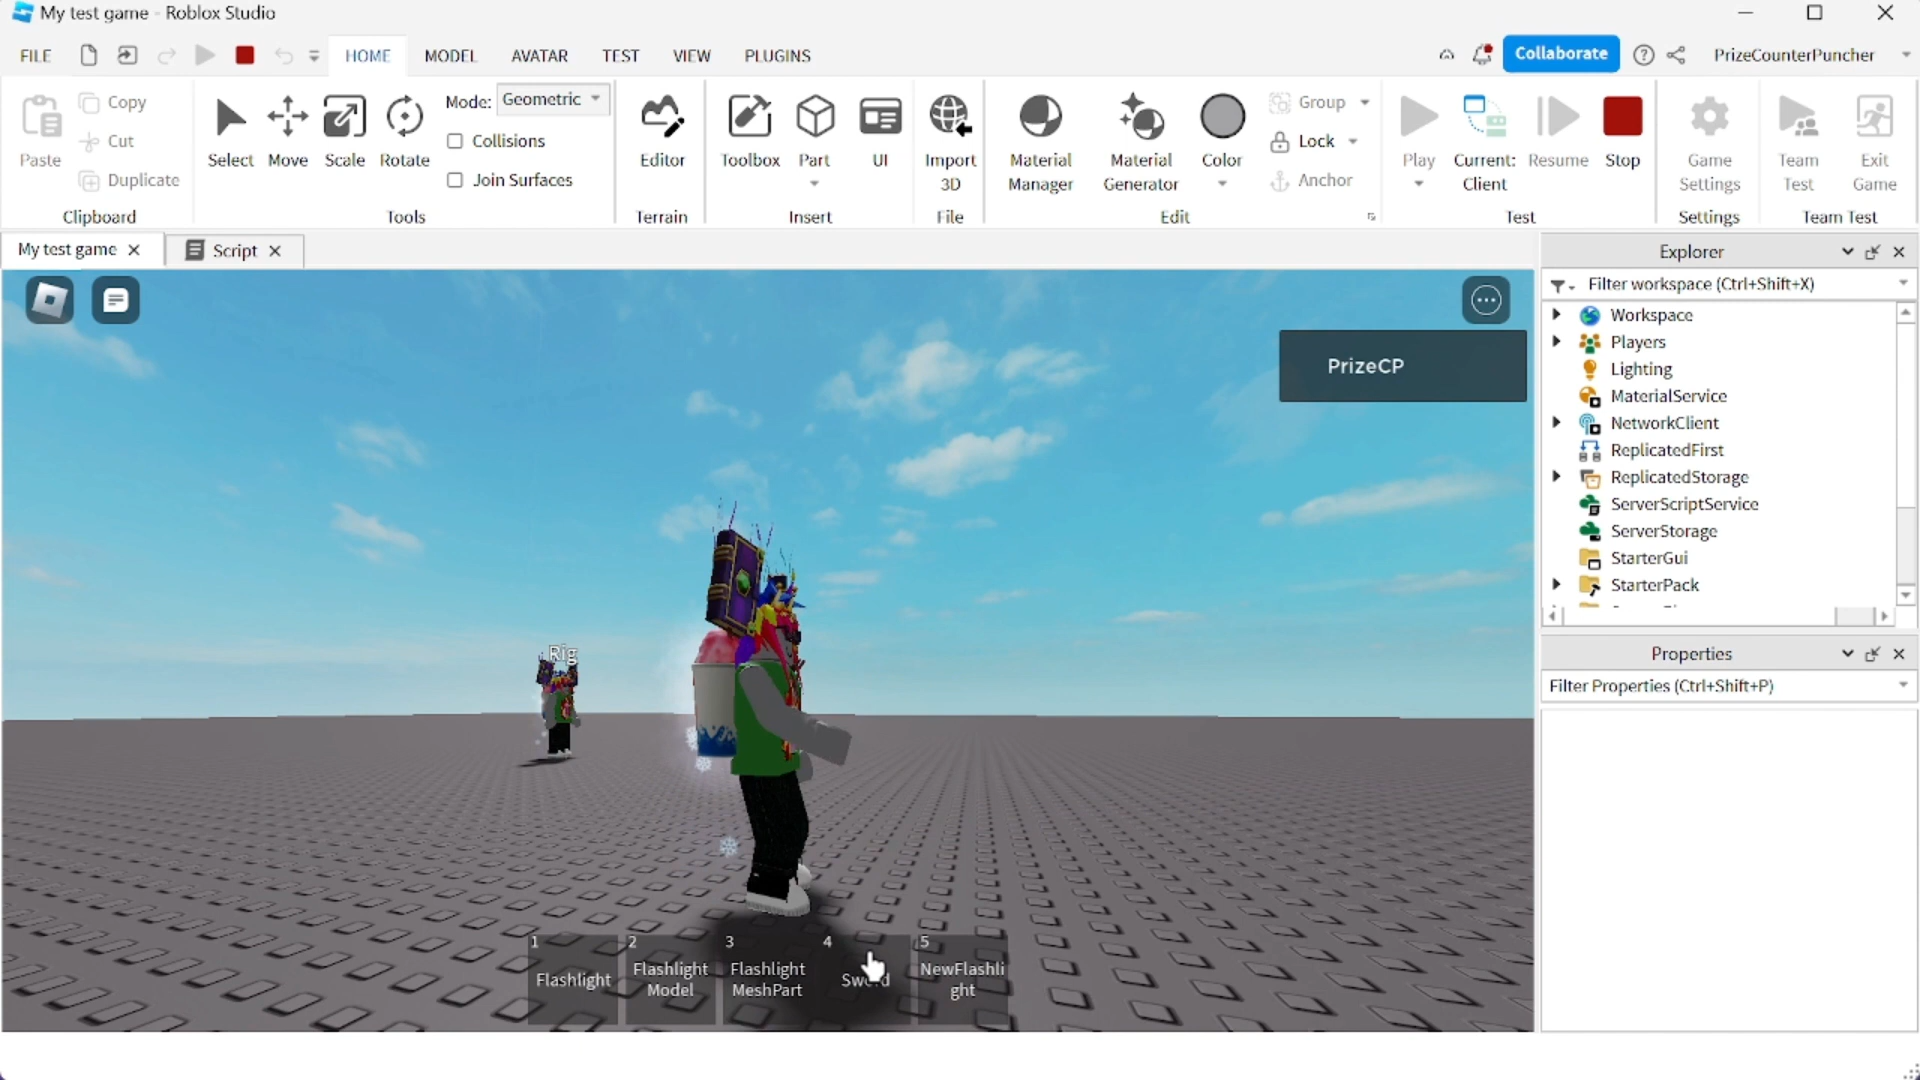 My test game - Roblox Studio
FILE HOME MODEL AVATAR TEST VIEW PLUGINS Collaborate PrizeCounterPuncher
Paste
Copy
Cut
Duplicate
Clipboard
Select Move Scale Rotate
Mode: Geometric
Collisions
Join Surfaces
Tools
Editor
Terrain
Toolbox Part UI
Insert
Import
3D
File
Material
Manager
Material
Generator
Color
Group
Lock
Anchor
Edit
Play
Current:
Client
Resume Stop
Test
Game
Settings
Settings
Team
Test
Exit
Game
Team Test
My test game
Script
PrizeCP
Rig
1
Flashlight
2
Flashlight
Model
3
Flashlight
MeshPart
4
Sword
5
NewFlashli
ght
Explorer
Filter workspace (Ctrl+Shift+X)
Workspace
Players
Lighting
MaterialService
NetworkClient
ReplicatedFirst
ReplicatedStorage
ServerScriptService
ServerStorage
StarterGui
StarterPack
Properties
Filter Properties (Ctrl+Shift+P)